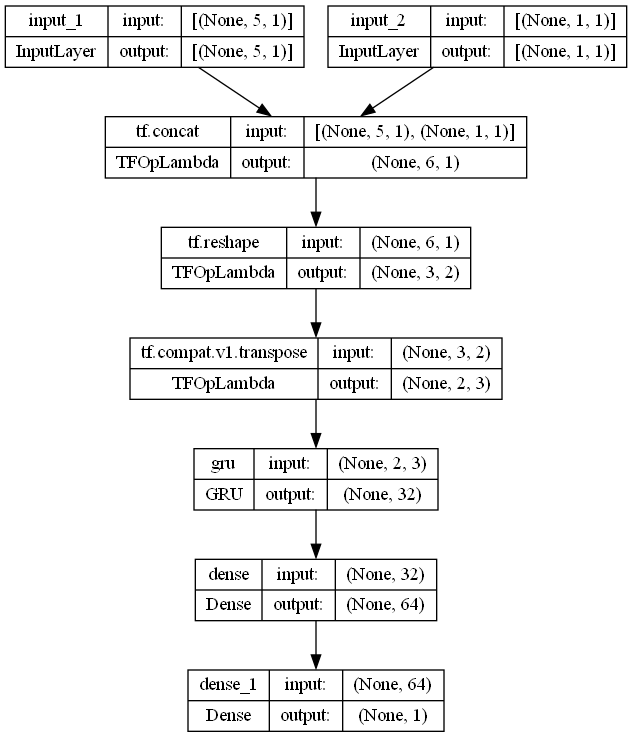 input_1 input: [(None, 5, 1)]
InputLayer output: [(None, 5, 1)]
input_2 input: [(None, 1, 1)]
InputLayer output: [(None, 1, 1)]
tf.concat input: [(None, 5, 1), (None, 1, 1)]
TFOpLambda output: (None, 6, 1)
tf.reshape input: (None, 6, 1)
TFOpLambda output: (None, 3, 2)
tf.compat.v1.transpose input: (None, 3, 2)
TFOpLambda output: (None, 2, 3)
gru input: (None, 2, 3)
GRU output: (None, 32)
dense input: (None, 32)
Dense output: (None, 64)
dense_1 input: (None, 64)
Dense output: (None, 1)